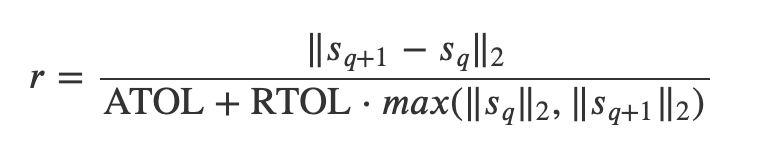 r = ‖s_{q+1} − s_q‖_2 / (ATOL + RTOL · max(‖s_q‖_2, ‖s_{q+1}‖_2))